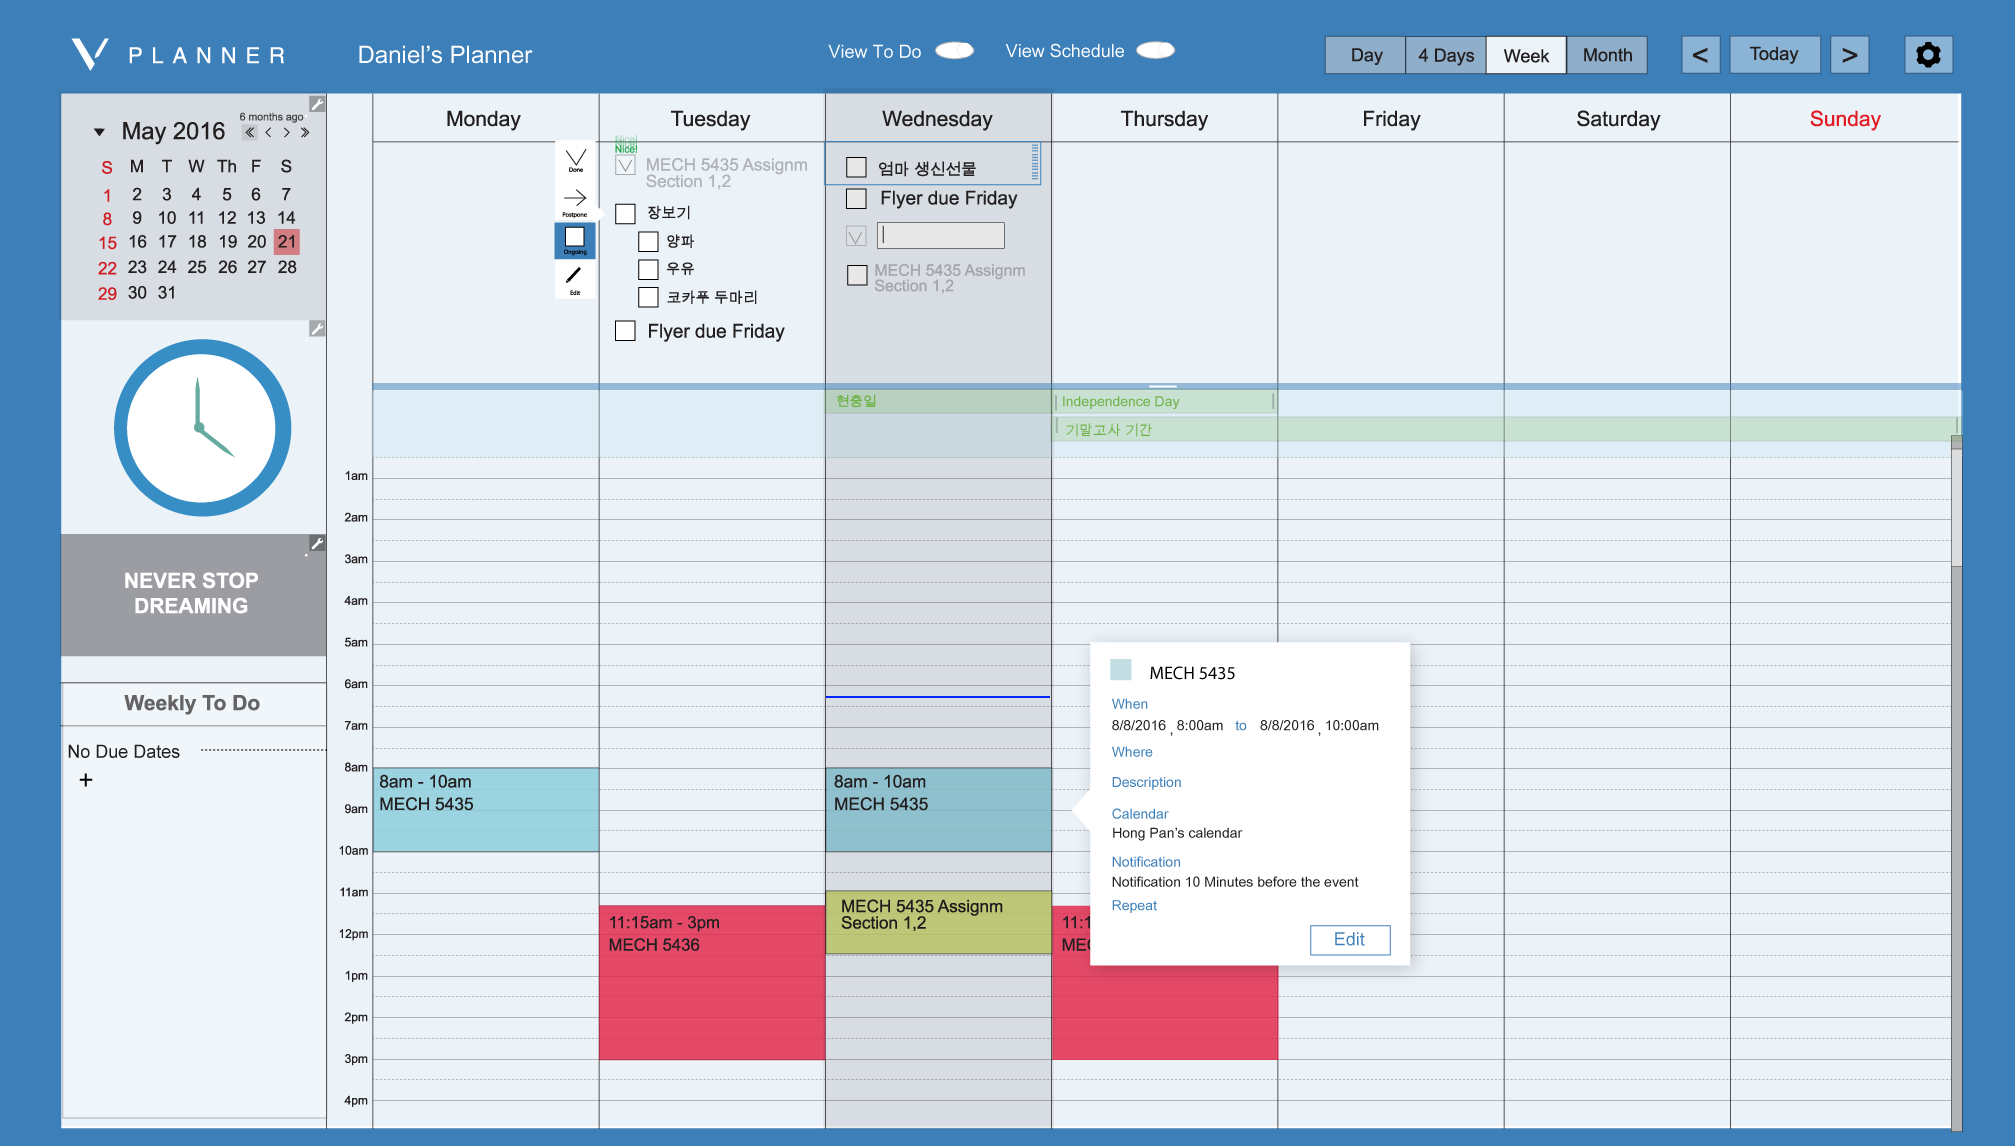 V PLANNER
Daniel's Planner
View To Do
View Schedule
Day
4 Days
Week
Month
<
Today
>
6 months ago
May 2016
S M T W Th F S
1 2 3 4 5 6 7
8 9 10 11 12 13 14
15 16 17 18 19 20 21
22 23 24 25 26 27 28
29 30 31
NEVER STOP
DREAMING
Weekly To Do
No Due Dates
+
Monday
Tuesday
Wednesday
Thursday
Friday
Saturday
Sunday
Done
Postpone
Ongoing
Edit
Nice!
Nice!
MECH 5435 Assignm
Section 1,2
장보기
양파
우유
코카푸 두마리
Flyer due Friday
엄마 생신선물
Flyer due Friday
MECH 5435 Assignm
Section 1,2
현충일
Independence Day
기말고사 기간
1am
2am
3am
4am
5am
6am
7am
8am
9am
10am
11am
12pm
1pm
2pm
3pm
4pm
8am - 10am
MECH 5435
11:15am - 3pm
MECH 5436
8am - 10am
MECH 5435
MECH 5435 Assignm
Section 1,2
11:1
MEC
MECH 5435
When
8/8/2016 , 8:00am to 8/8/2016 , 10:00am
Where
Description
Calendar
Hong Pan's calendar
Notification
Notification 10 Minutes before the event
Repeat
Edit